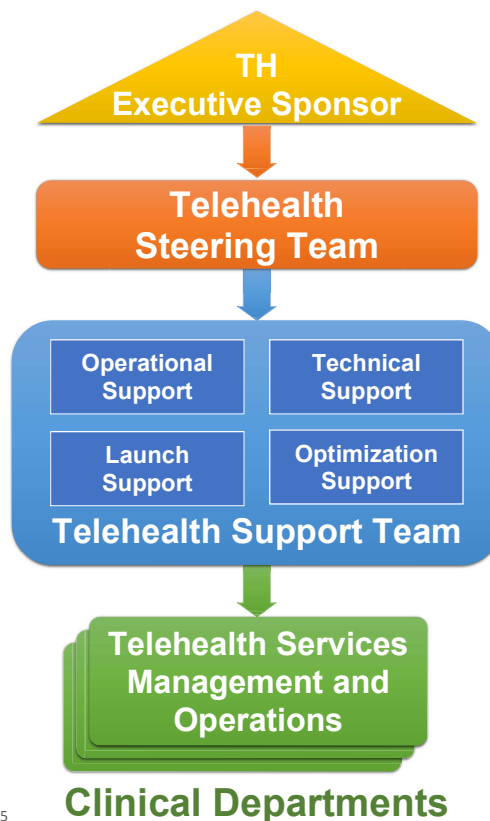 TH
Executive Sponsor
Telehealth
Steering Team
Operational
Support
Technical
Support
Launch
Support
Optimization
Support
Telehealth Support Team
Telehealth Services
Management and
Operations
Clinical Departments
5